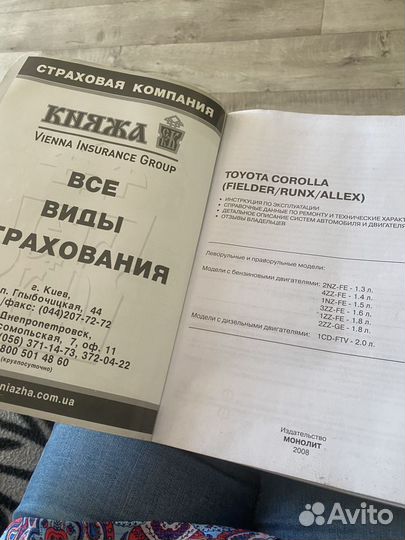 СТРАХОВАЯ КОМПАНИЯ
КНЯЖА
VIENNA INSURANCE GROUP
ВСЕ
ВИДЫ
ТРАХОВАНИЯ
г. Киев,
ул. Глыбочицкая, 44
/факс: (044)207-72-72
Днепропетровск,
сомольская, 7, оф. 11
(056) 371-14-73, 372-04-22
800 501 48 60
(круглосуточно)
niazha.com.ua
TOYOTA COROLLA
(FIELDER/RUNX/ALLEX)
• ИНСТРУКЦИЯ ПО ЭКСПЛУАТАЦИИ
• СПРАВОЧНЫЕ ДАННЫЕ ПО РЕМОНТУ И ТЕХНИЧЕСКИЕ ХАРАКТ
• ДЕТАЛЬНОЕ ОПИСАНИЕ СИСТЕМ АВТОМОБИЛЯ И ДВИГАТЕЛЯ
• ОТЗЫВЫ ВЛАДЕЛЬЦЕВ
Леворульные и праворульные модели:
Модели с бензиновыми двигателями: 2NZ-FE - 1.3 л.
4ZZ-FE - 1.4 л.
1NZ-FE - 1.5 л.
3ZZ-FE - 1.6 л.
1ZZ-FE - 1.8 л.
2ZZ-GE - 1.8 л.
Модели с дизельными двигателями: 1CD-FTV - 2.0 л.
Издательство
МОНОЛИТ
2008
Avito